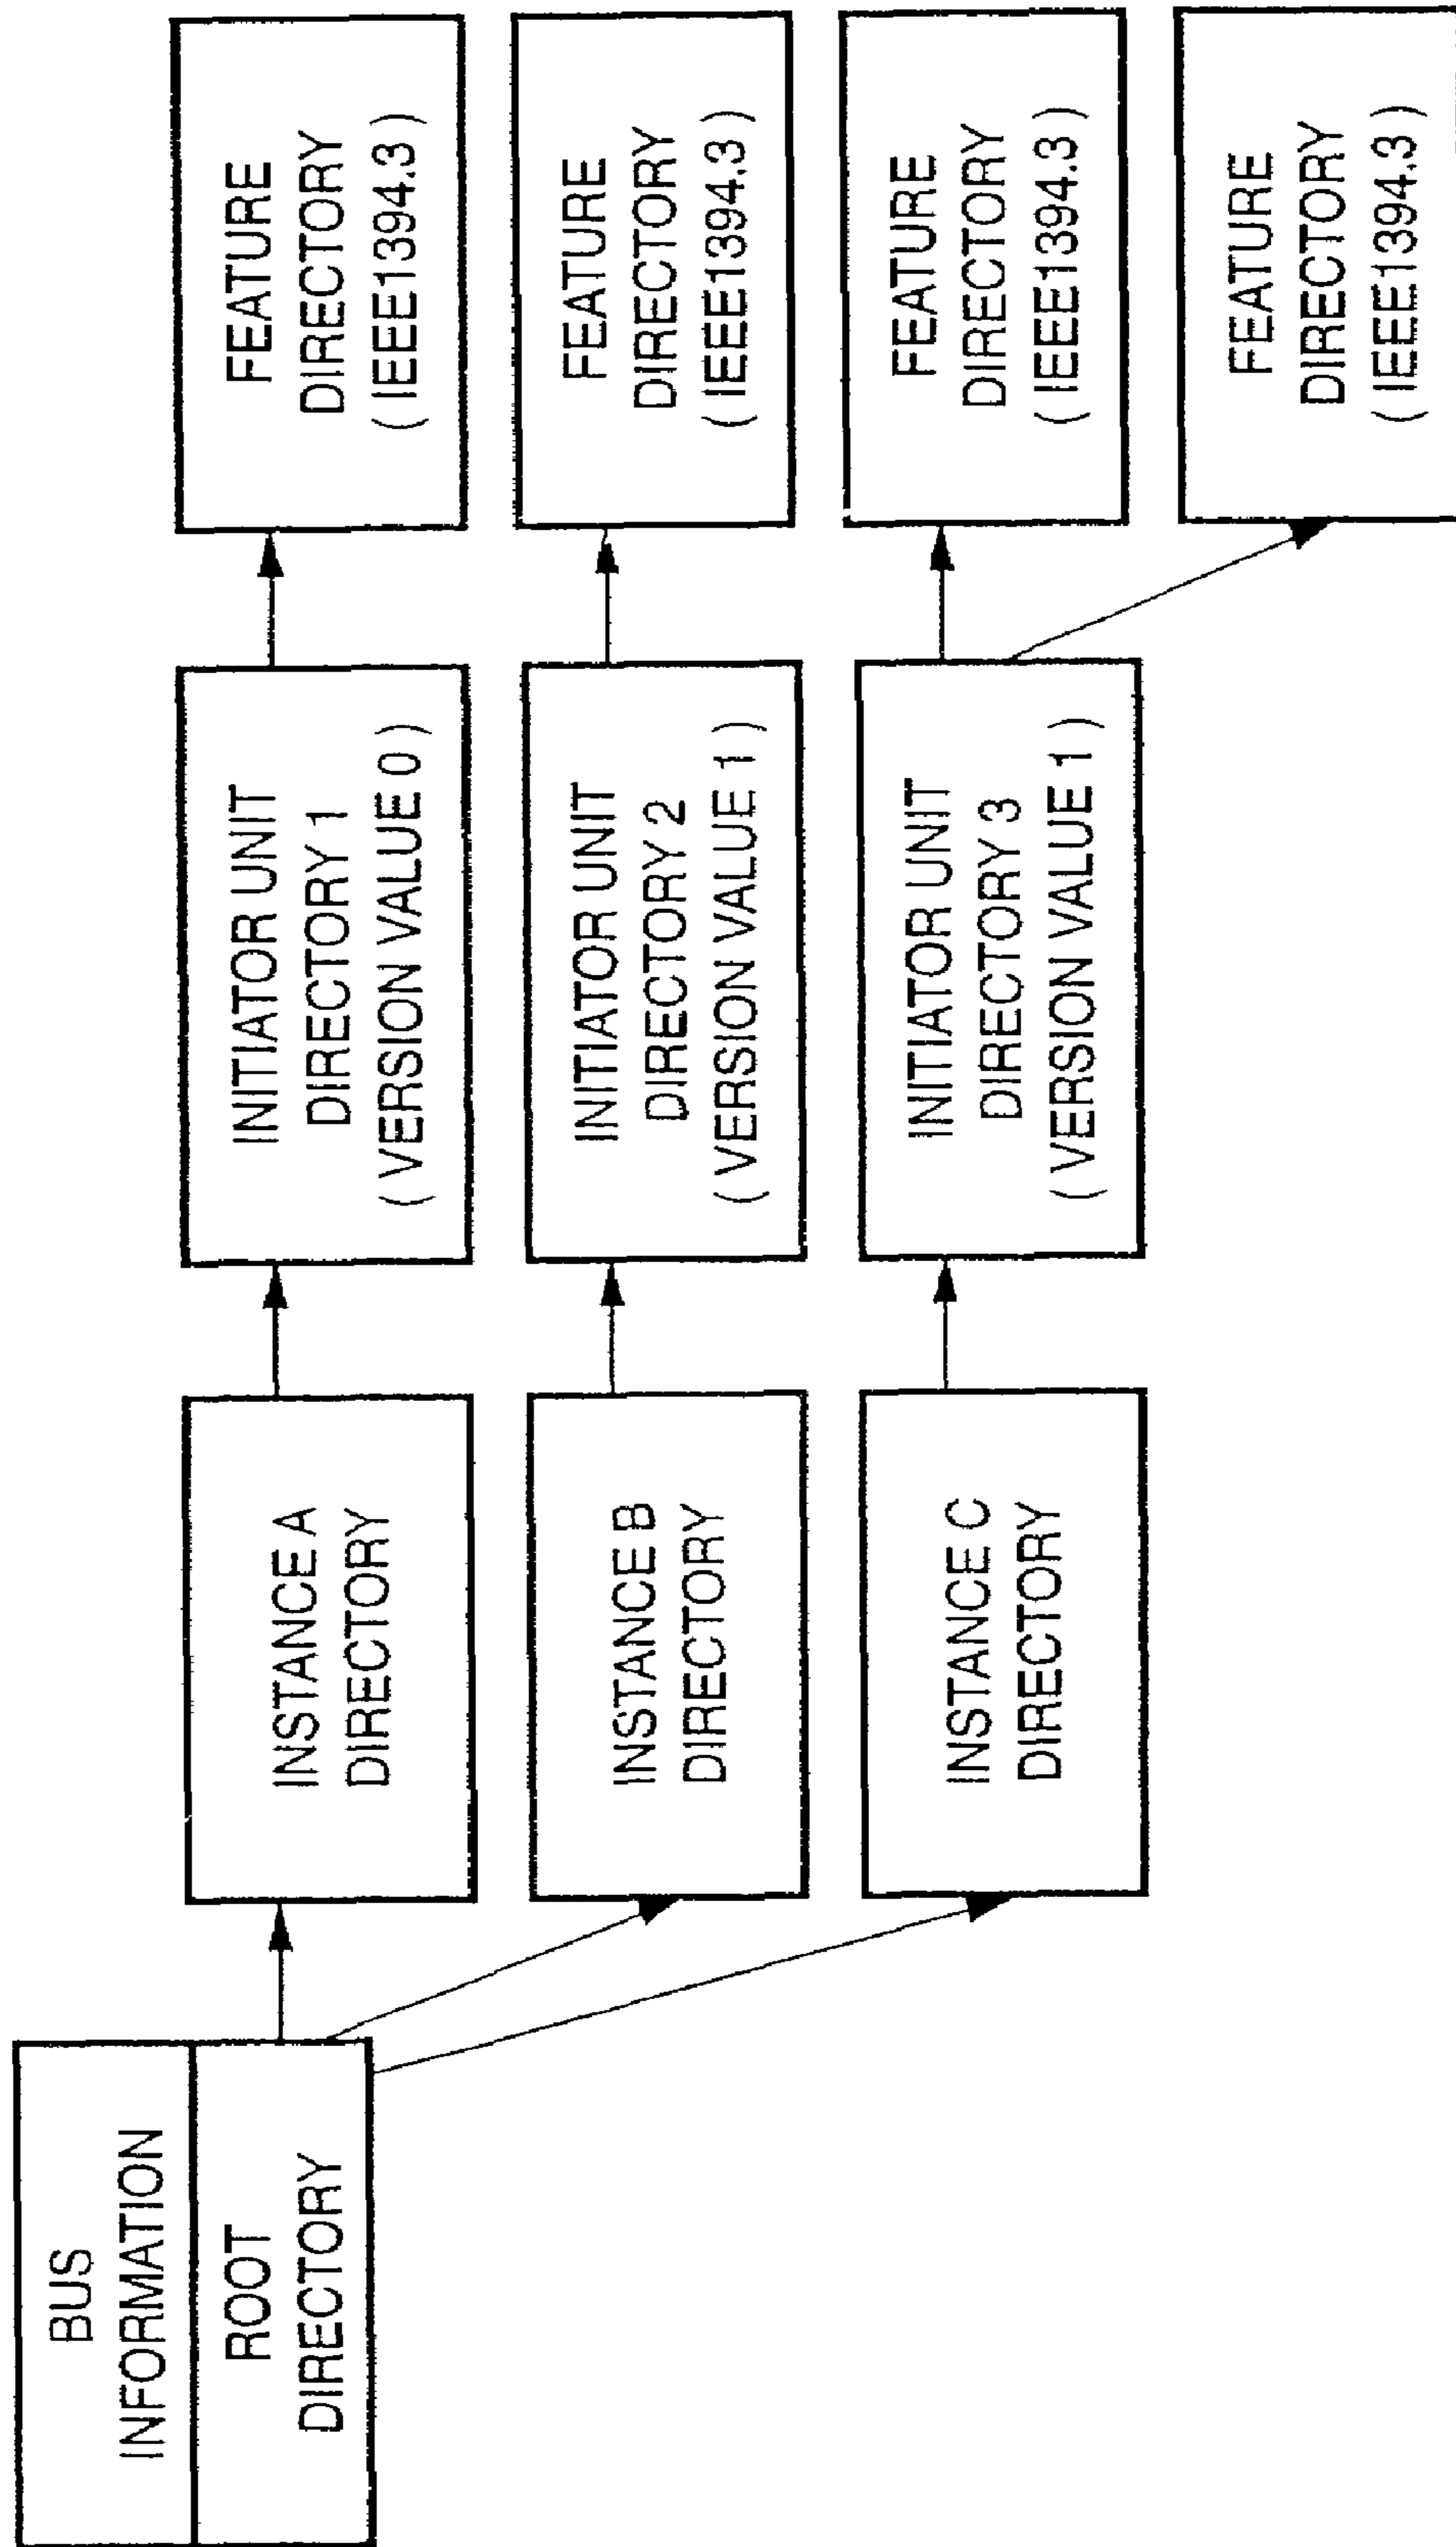 BUS
INFORMATION
ROOT
DIRECTORY
INSTANCE A
DIRECTORY
INITIATOR UNIT
DIRECTORY 1
( VERSION VALUE 0 )
FEATURE
DIRECTORY
( IEEE1394.3 )
INSTANCE B
DIRECTORY
INITIATOR UNIT
DIRECTORY 2
( VERSION VALUE 1 )
FEATURE
DIRECTORY
( IEEE1394.3 )
INSTANCE C
DIRECTORY
INITIATOR UNIT
DIRECTORY 3
( VERSION VALUE 1 )
FEATURE
DIRECTORY
( IEEE1394.3 )
FEATURE
DIRECTORY
( IEEE1394.3 )